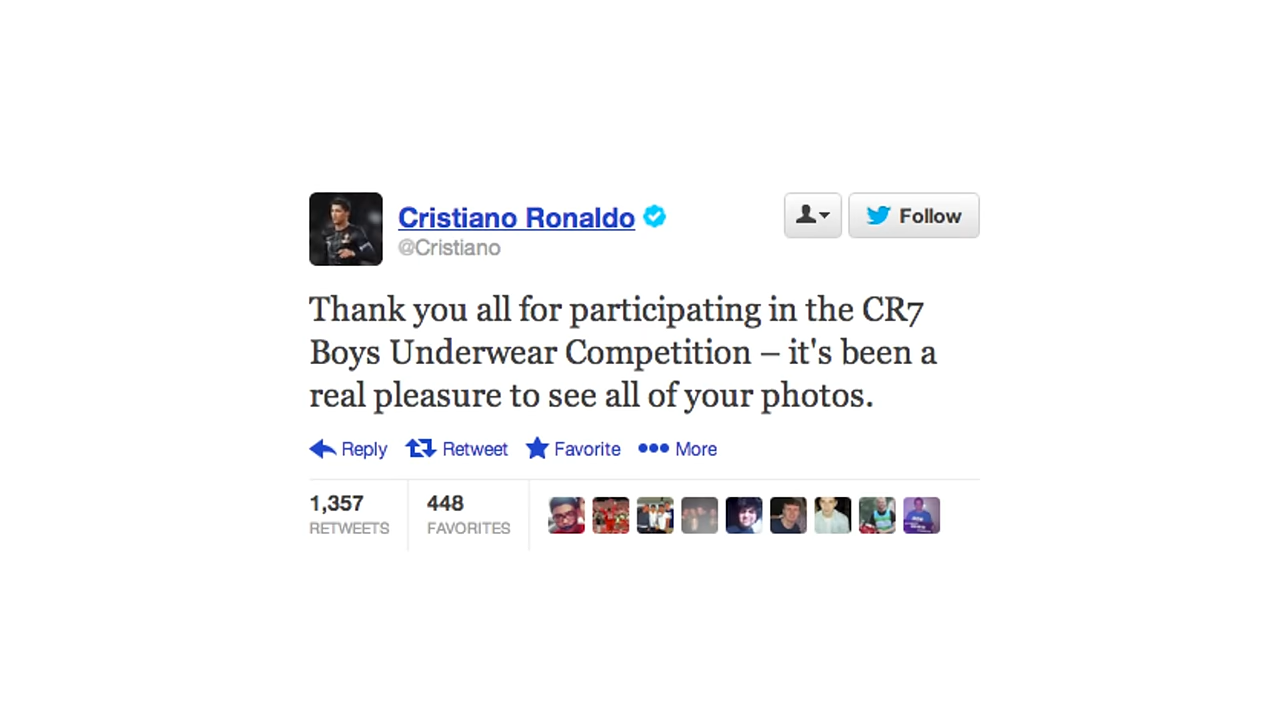 Cristiano Ronaldo
@Cristiano
Follow
Thank you all for participating in the CR7
Boys Underwear Competition – it's been a
real pleasure to see all of your photos.
Reply Retweet Favorite More
1,357 448
RETWEETS FAVORITES